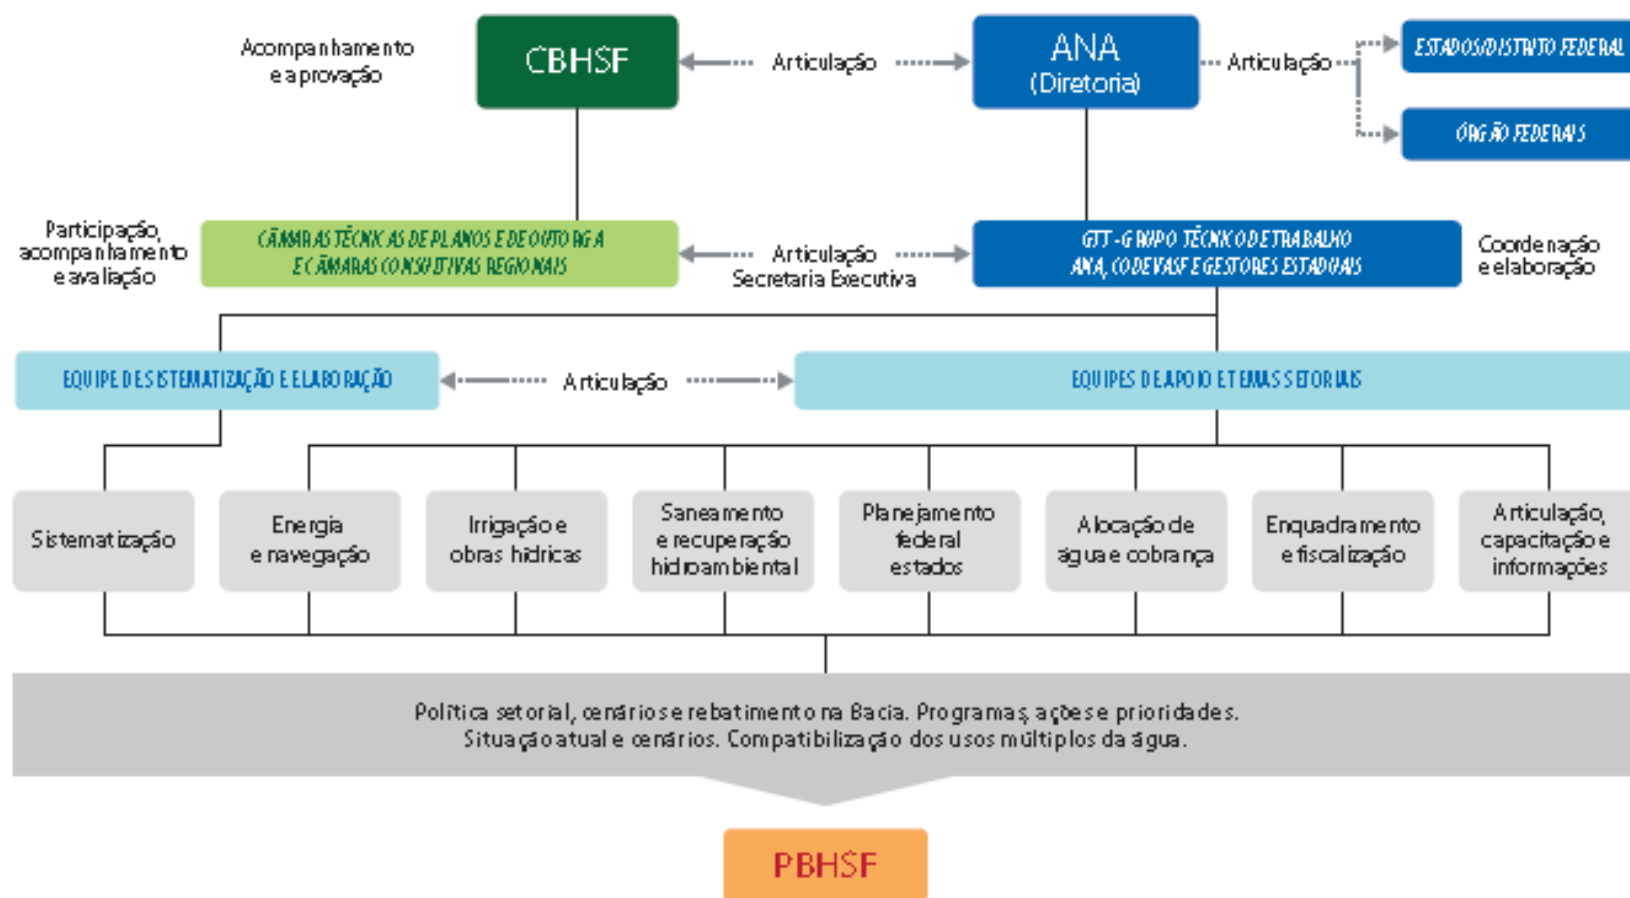 Acompanhamento
e aprovação
CBHSF
Articulação
ANA
(Diretoria)
Articulação
ESTADOS/DISTRITO FEDERAL
ÓRGÃO FEDERAIS
Participação,
acompanhamento
e avaliação
CÂMARAS TÉCNICAS DE PLANOS E DE OUTORGA
E CÂMARAS CONSULTIVAS REGIONAIS
Articulação
Secretaria Executiva
GTT - GRUPO TÉCNICO DE TRABALHO
ANA, CODEVASF E GESTORES ESTADUAIS
Coordenação
e elaboração
EQUIPE DE SISTEMATIZAÇÃO E ELABORAÇÃO
Articulação
EQUIPES DE APOIO E TEMAS SETORIAIS
Sistematização
Energia
e navegação
Irrigação e
obras hídricas
Saneamento
e recuperação
hidroambiental
Planejamento
federal
estados
Alocação de
água e cobrança
Enquadramento
e fiscalização
Articulação,
capacitação e
informações
Política setorial, cenários e rebatimento na Bacia. Programas, ações e prioridades.
Situação atual e cenários. Compatibilização dos usos múltiplos da água.
PBHSF